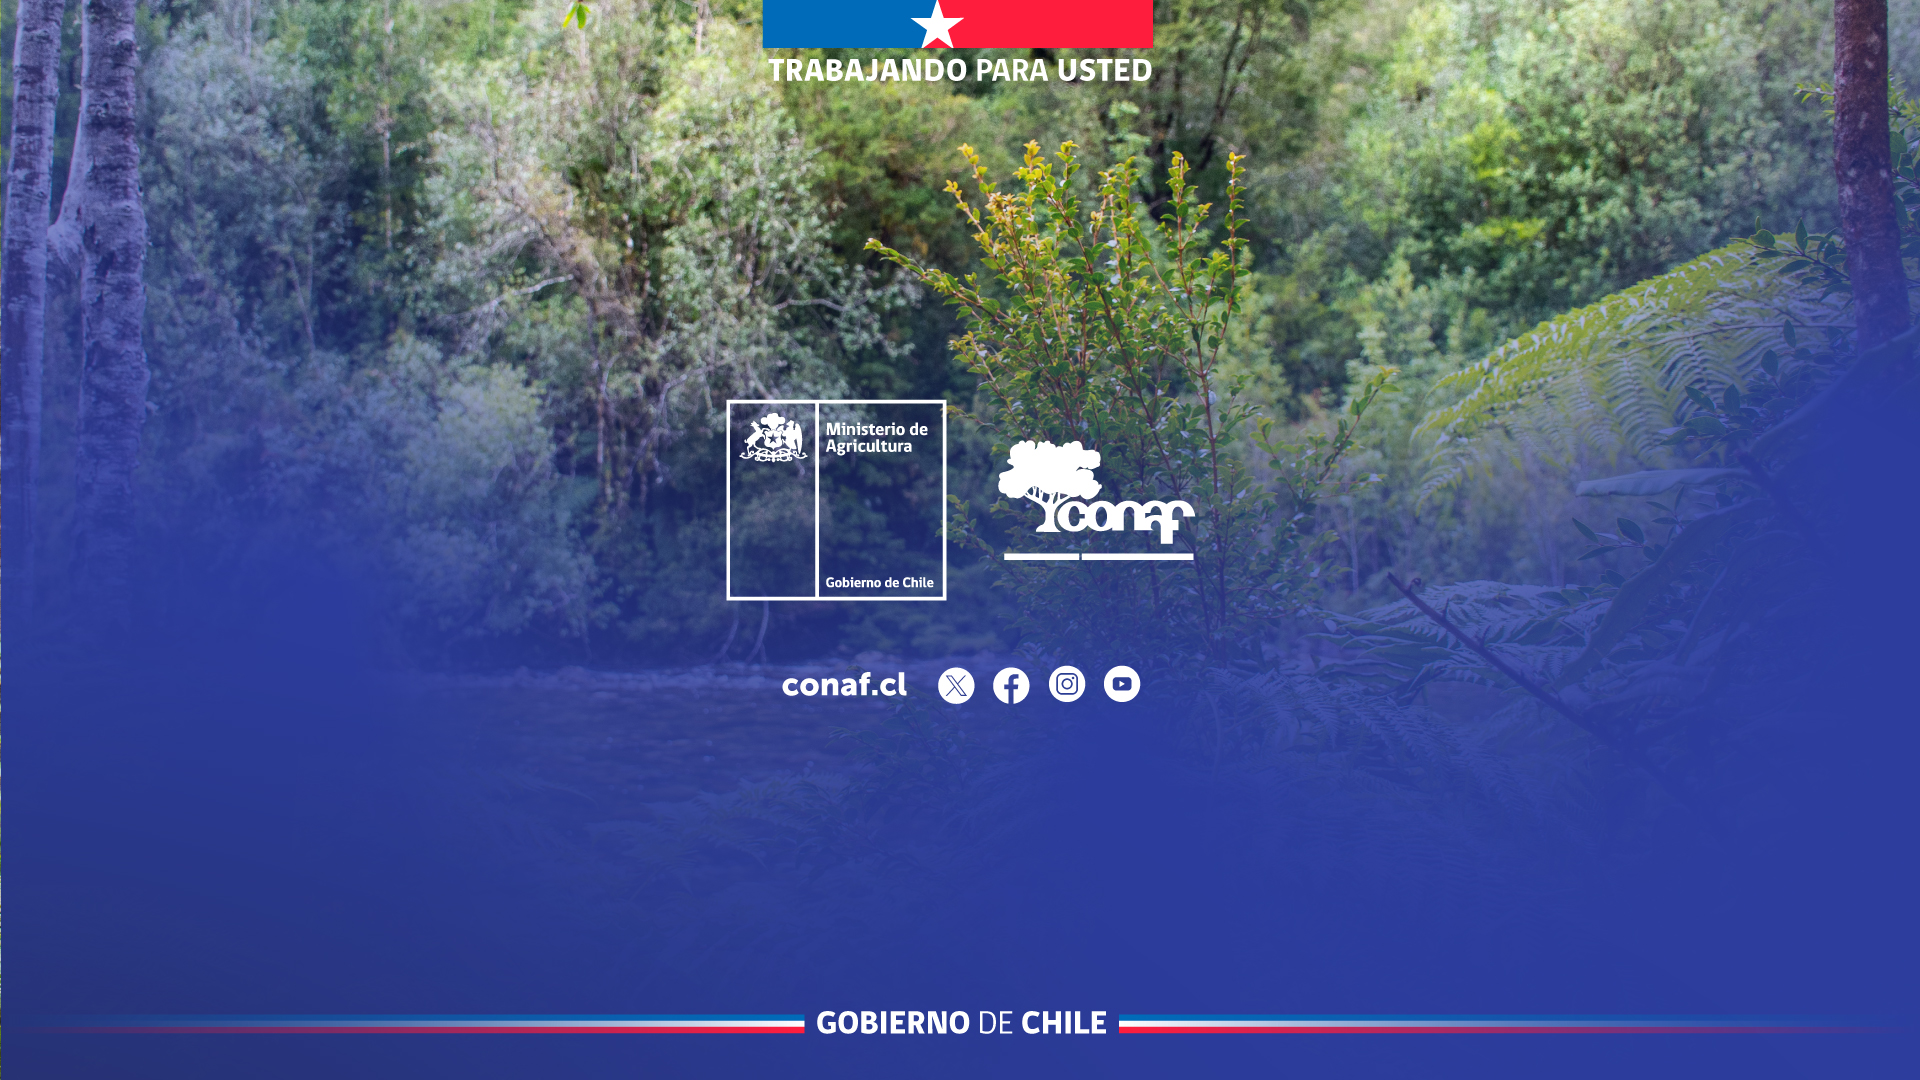 TRABAJANDO PARA USTED
Ministerio de
Agricultura
Gobierno de Chile
conaf
conaf.cl
GOBIERNO DE CHILE